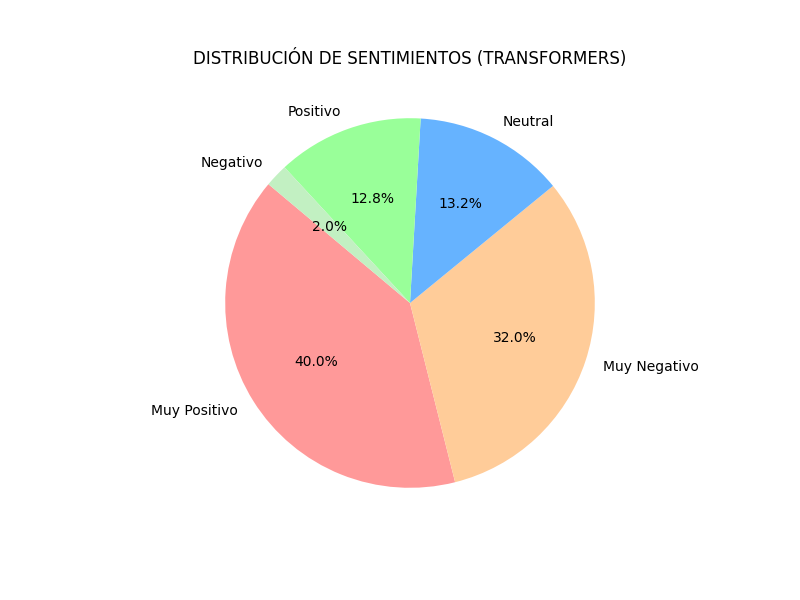 DISTRIBUCIÓN DE SENTIMIENTOS (TRANSFORMERS)
Positivo
Neutral
Negativo
12.8%
13.2%
2.0%
32.0%
40.0%
Muy Negativo
Muy Positivo